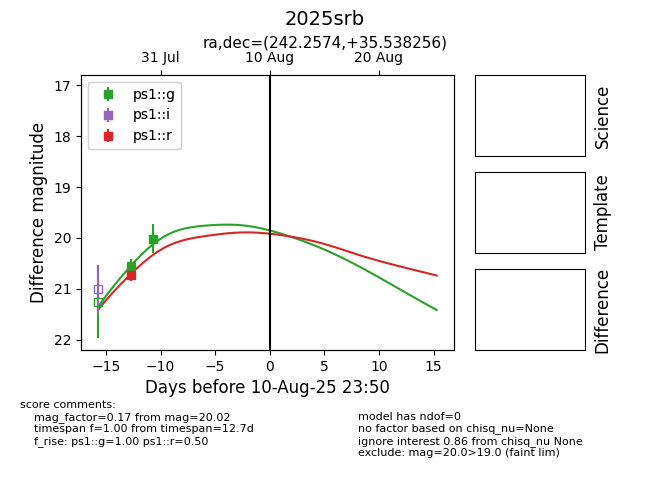 2025srb
ra,dec=(242.2574,+35.538256)
31 Jul 10 Aug 20 Aug
ps1::g
ps1::i
ps1::r
17
18
19
20
21
22
Difference magnitude
−15 −10 −5 0 5 10 15
Days before 10-Aug-25 23:50
Science
Template
Difference
score comments:
mag_factor=0.17 from mag=20.02
timespan f=1.00 from timespan=12.7d
f_rise: ps1::g=1.00 ps1::r=0.50
model has ndof=0
no factor based on chisq_nu=None
ignore interest 0.86 from chisq_nu None
exclude: mag=20.0>19.0 (faint lim)